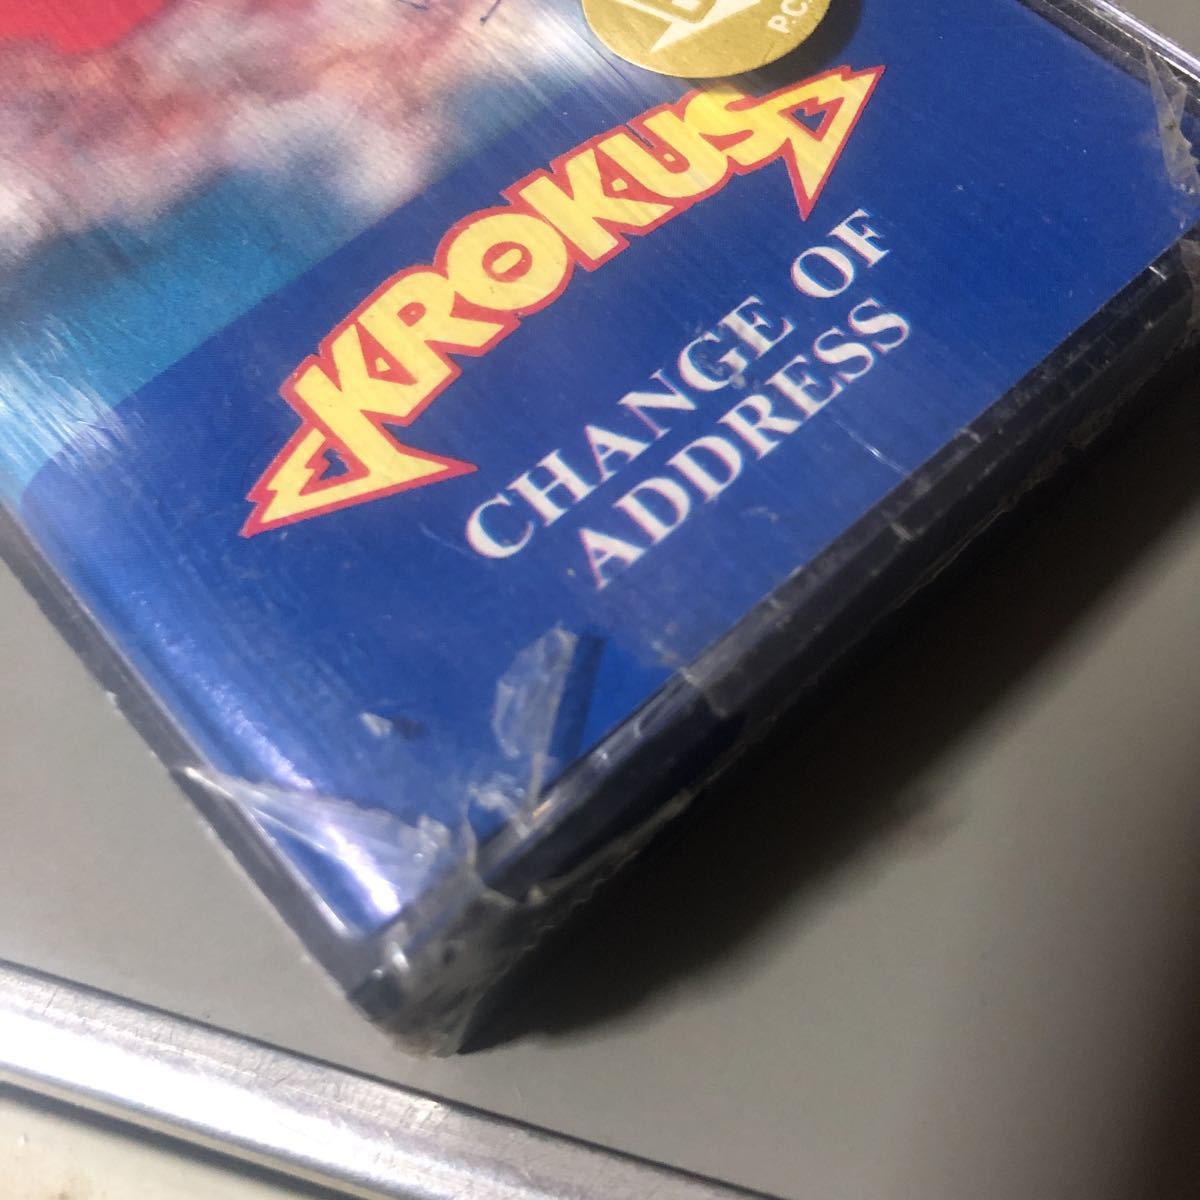 P.C.
KROKUS
CHANGE OF
ADDRESS